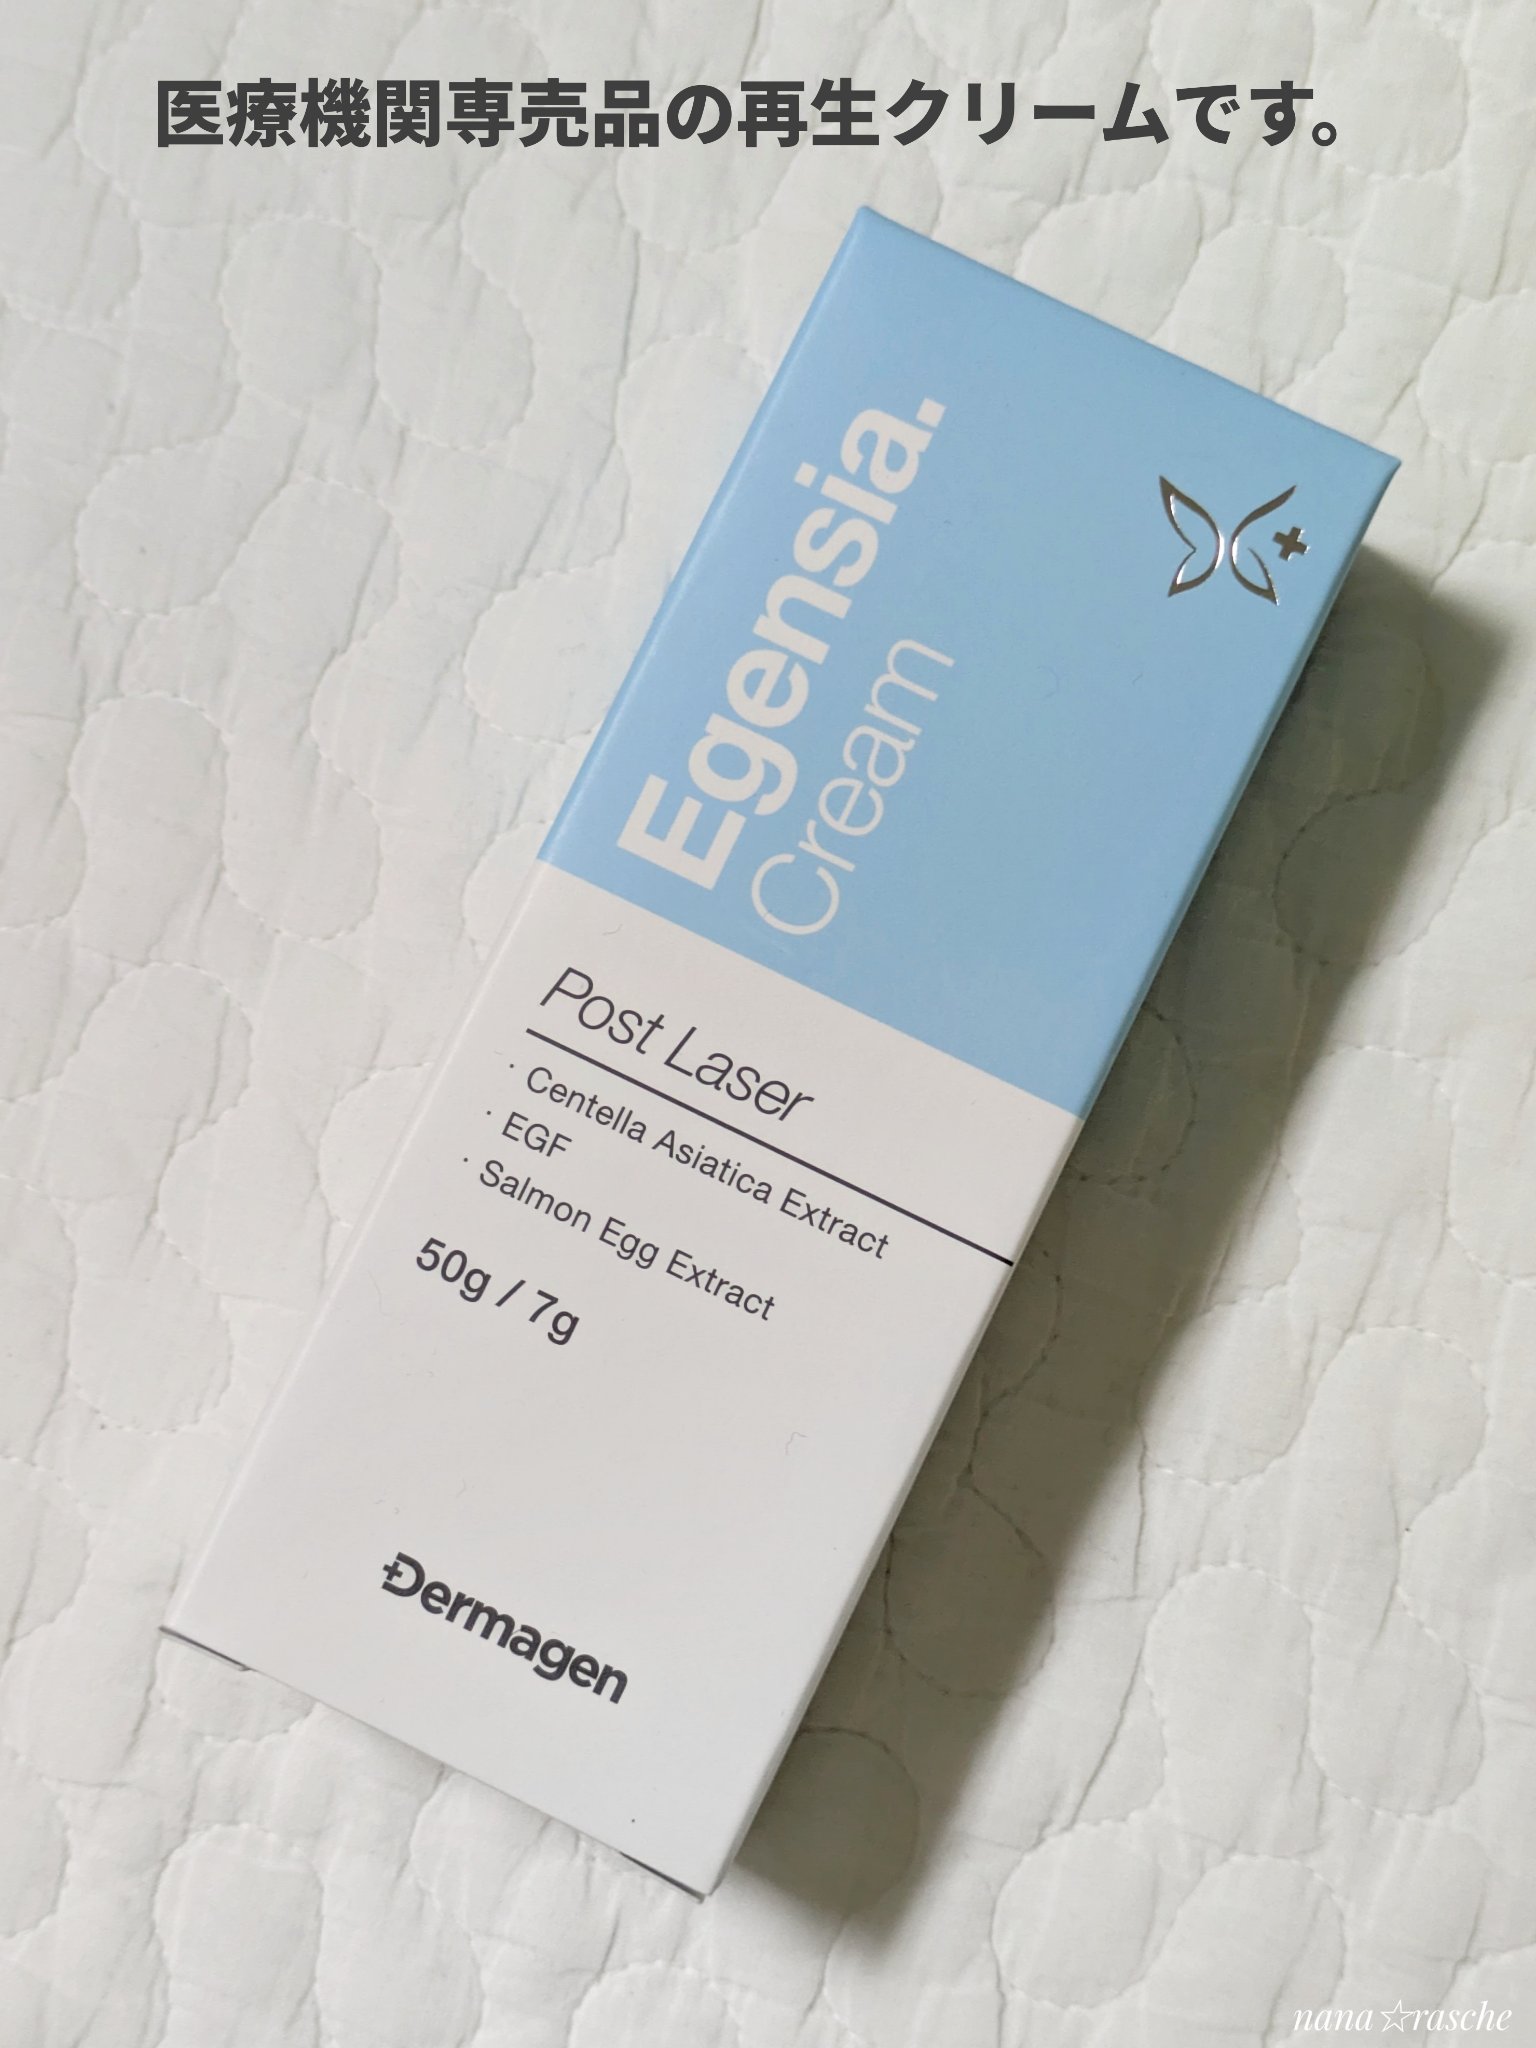 医療機関専売品の再生クリームです。
Egensia.
Cream
Post Laser
· Centella Asiatica Extract
· EGF
· Salmon Egg Extract
50g / 7g
Dermagen
nana☆rasche